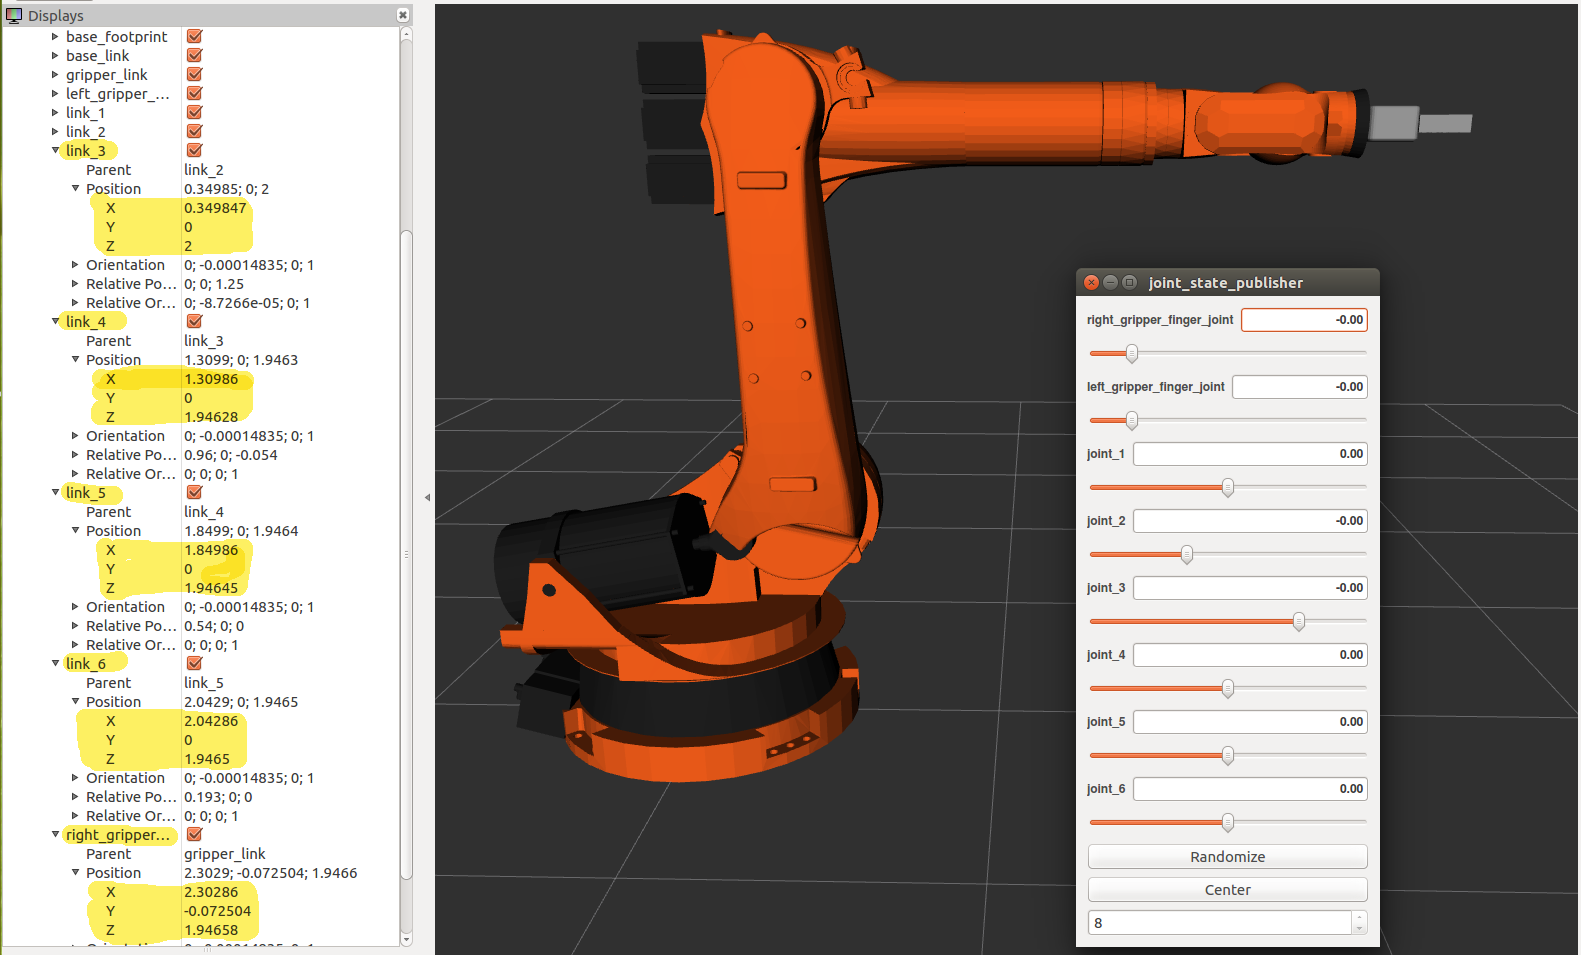 Displays
base_footprint
base_link
gripper_link
left_gripper_...
link_1
link_2
link_3
Parent link_2
Position 0.34985; 0; 2
X 0.349847
Y 0
Z 2
Orientation 0; -0.00014835; 0; 1
Relative Po... 0; 0; 1.25
Relative Or... 0; -8.7266e-05; 0; 1
link_4
Parent link_3
Position 1.3099; 0; 1.9463
X 1.30986
Y 0
Z 1.94628
Orientation 0; -0.00014835; 0; 1
Relative Po... 0.96; 0; -0.054
Relative Or... 0; 0; 0; 1
link_5
Parent link_4
Position 1.8499; 0; 1.9464
X 1.84986
Y 0
Z 1.94645
Orientation 0; -0.00014835; 0; 1
Relative Po... 0.54; 0; 0
Relative Or... 0; 0; 0; 1
link_6
Parent link_5
Position 2.0429; 0; 1.9465
X 2.04286
Y 0
Z 1.9465
Orientation 0; -0.00014835; 0; 1
Relative Po... 0.193; 0; 0
Relative Or... 0; 0; 0; 1
right_gripper...
Parent gripper_link
Position 2.3029; -0.072504; 1.9466
X 2.30286
Y -0.072504
Z 1.94658
joint_state_publisher
right_gripper_finger_joint -0.00
left_gripper_finger_joint -0.00
joint_1 0.00
joint_2 -0.00
joint_3 -0.00
joint_4 0.00
joint_5 0.00
joint_6 0.00
Randomize
Center
8